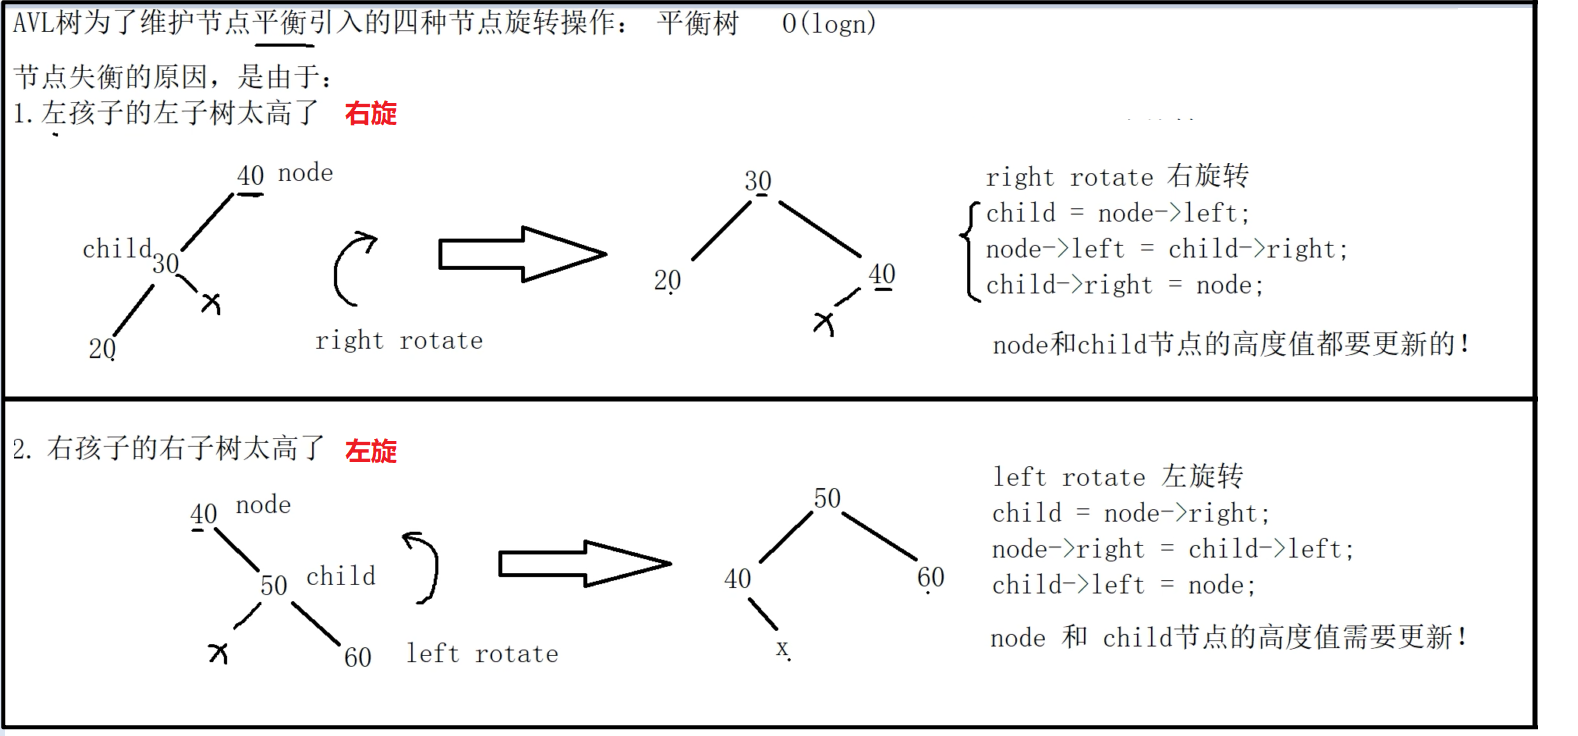 AVL树为了维护节点平衡引入的四种节点旋转操作： 平衡树 O(logn)
节点失衡的原因，是由于：
1.左孩子的左子树太高了 右旋
40 node
child 30
x
20
right rotate
30
20
40
x
right rotate 右旋转
child = node->left;
node->left = child->right;
child->right = node;
node和child节点的高度值都要更新的！
2. 右孩子的右子树太高了 左旋
40 node
50 child
x
60
left rotate
50
40
60
x
left rotate 左旋转
child = node->right;
node->right = child->left;
child->left = node;
node 和 child节点的高度值需要更新！